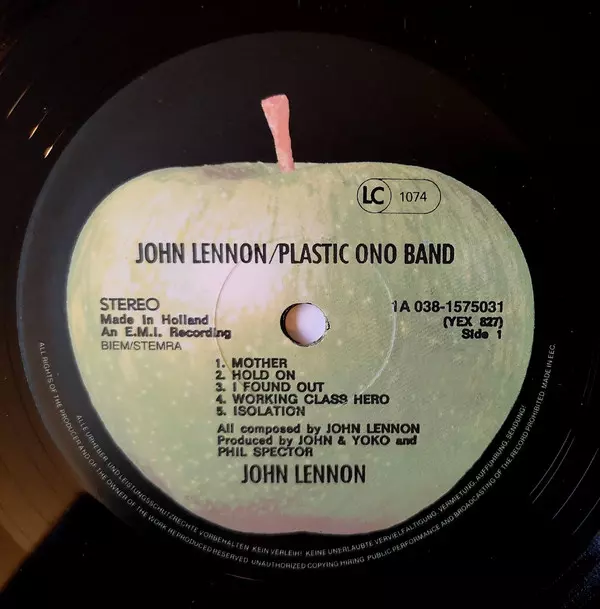 LC 1074
JOHN LENNON/PLASTIC ONO BAND
STEREO
Made in Holland
An E.M.I. Recording
BIEM/STEMRA
1A 038-1575031
(YEX 827)
Side 1
1. MOTHER
2. HOLD ON
3. I FOUND OUT
4. WORKING CLASS HERO
5. ISOLATION
All composed by JOHN LENNON
Produced by JOHN & YOKO and
PHIL SPECTOR
JOHN LENNON
ALLE URHEBER- UND LEISTUNGSSCHUTZRECHTE VORBEHALTEN. KEIN VERLEIH! KEINE UNERLAUBTE VERVIELFÄLTIGUNG, VERMIETUNG, AUFFÜHRUNG, SENDUNG!
ALL RIGHTS OF THE PRODUCER AND OF THE OWNER OF THE WORK REPRODUCED RESERVED. UNAUTHORIZED COPYING HIRING, PUBLIC PERFORMANCE AND BROADCASTING OF THE RECORD PROHIBITED. MADE IN EEC.